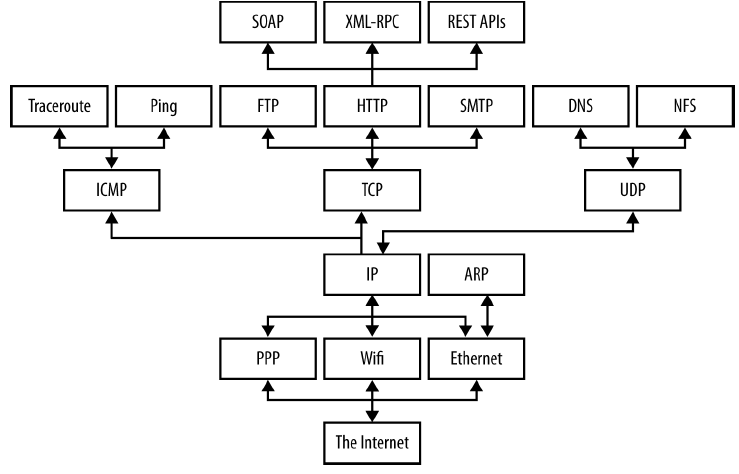 SOAP
XML-RPC
REST APIs
Traceroute
Ping
FTP
HTTP
SMTP
DNS
NFS
ICMP
TCP
UDP
IP
ARP
PPP
Wifi
Ethernet
The Internet